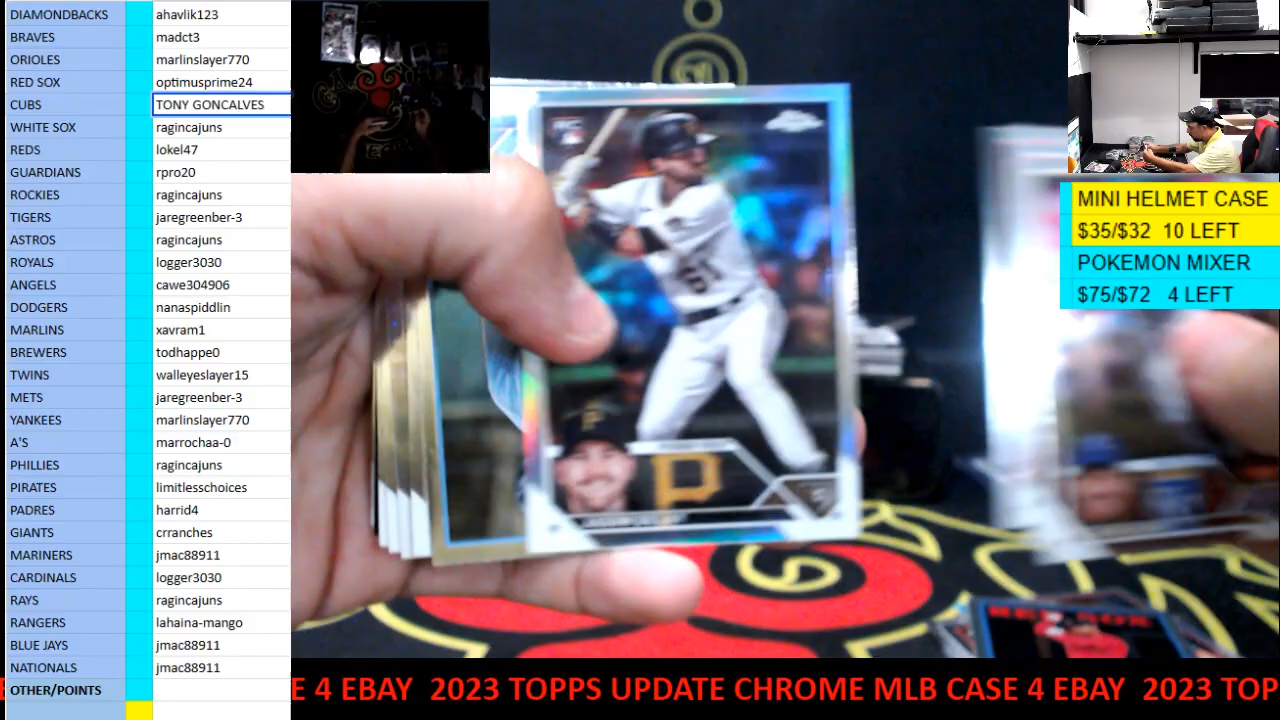 DIAMONDBACKS ahavlik123
BRAVES madct3
ORIOLES marlinslayer770
RED SOX optimusprime24
CUBS TONY GONCALVES
WHITE SOX ragincajuns
REDS lokel47
GUARDIANS rpro20
ROCKIES ragincajuns
TIGERS jaregreenber-3
ASTROS ragincajuns
ROYALS logger3030
ANGELS cawe304906
DODGERS nanaspiddlin
MARLINS xavram1
BREWERS todhappe0
TWINS walleyeslayer15
METS jaregreenber-3
YANKEES marlinslayer770
A'S marrochaa-0
PHILLIES ragincajuns
PIRATES limitlesschoices
PADRES harrid4
GIANTS crranches
MARINERS jmac88911
CARDINALS logger3030
RAYS ragincajuns
RANGERS lahaina-mango
BLUE JAYS jmac88911
NATIONALS jmac88911
OTHER/POINTS
MINI HELMET CASE
$35/$32 10 LEFT
POKEMON MIXER
$75/$72 4 LEFT
P
P
RED SOX
E 4 EBAY 2023 TOPPS UPDATE CHROME MLB CASE 4 EBAY 2023 TOP